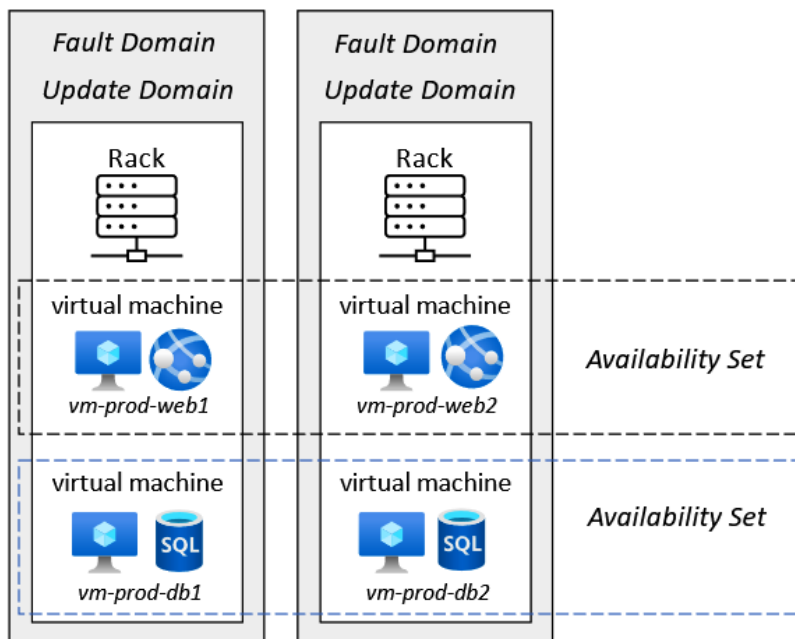 Fault Domain
Update Domain
Rack
virtual machine
vm-prod-web1
virtual machine
SQL
vm-prod-db1
Fault Domain
Update Domain
Rack
virtual machine
vm-prod-web2
virtual machine
SQL
vm-prod-db2
Availability Set
Availability Set